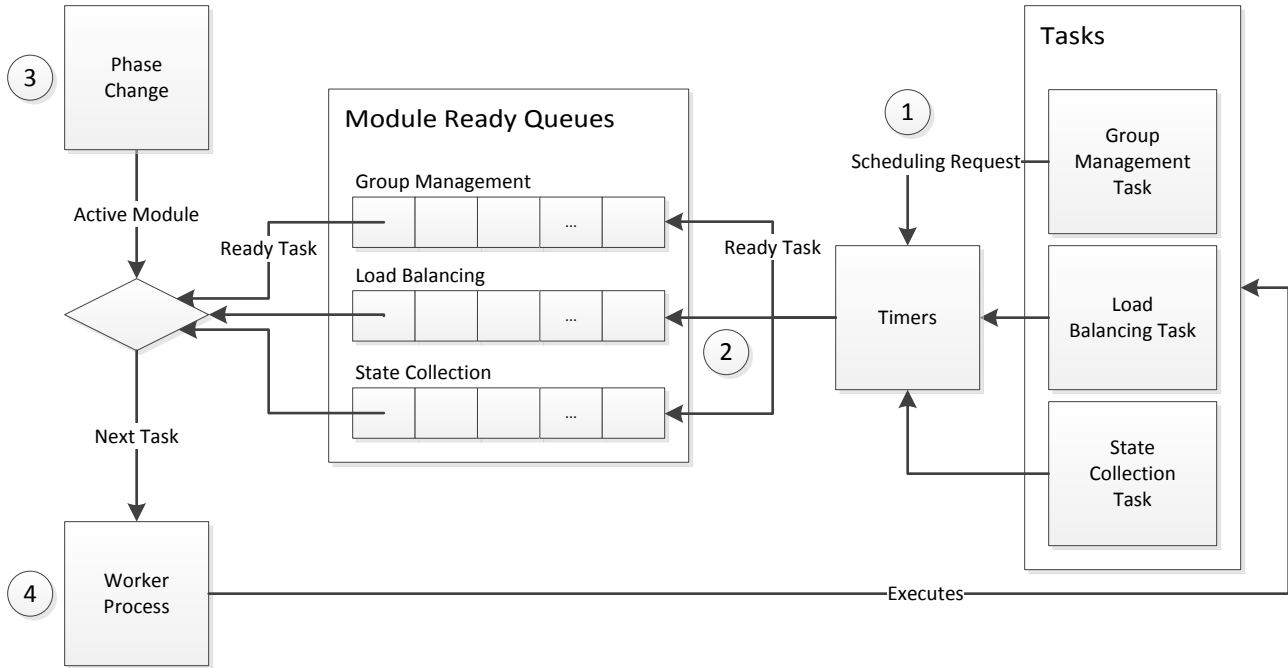 3
Phase
Change
Active Module
Module Ready Queues
Group Management
...
Ready Task
Load Balancing
...
State Collection
...
Ready Task
2
1
Scheduling Request
Timers
Tasks
Group
Management
Task
Load
Balancing Task
State
Collection
Task
Next Task
4
Worker
Process
Executes